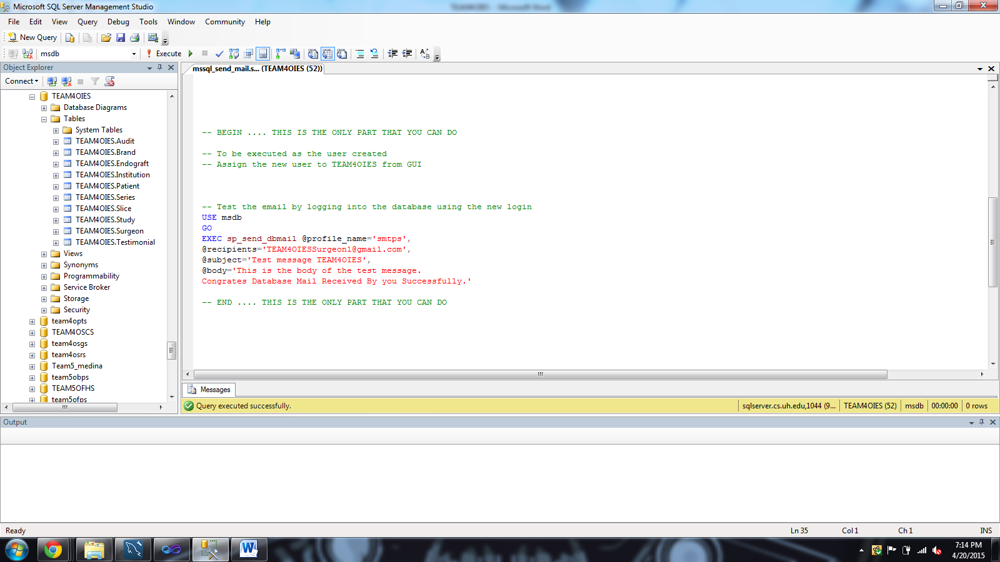 Microsoft SQL Server Management Studio
File Edit View Query Debug Tools Window Community Help
New Query
msdb Execute
Object Explorer
Connect
TEAM4OIES
Database Diagrams
Tables
System Tables
TEAM4OIES.Audit
TEAM4OIES.Brand
TEAM4OIES.Endograft
TEAM4OIES.Institution
TEAM4OIES.Patient
TEAM4OIES.Series
TEAM4OIES.Slice
TEAM4OIES.Study
TEAM4OIES.Surgeon
TEAM4OIES.Testimonial
Views
Synonyms
Programmability
Service Broker
Storage
Security
team4opts
TEAM4OSCS
team4osgs
team4osrs
Team5_medina
team5obps
TEAM5OFHS
team5ofps
mssql_send_mail.s... (TEAM4OIES (52))
-- BEGIN .... THIS IS THE ONLY PART THAT YOU CAN DO
-- To be executed as the user created
-- Assign the new user to TEAM4OIES from GUI
-- Test the email by logging into the database using the new login
USE msdb
GO
EXEC sp_send_dbmail @profile_name='smtps',
@recipients='TEAM4OIESSurgeon1@gmail.com',
@subject='Test message TEAM4OIES',
@body='This is the body of the test message.
Congrates Database Mail Received By you Successfully.'
-- END .... THIS IS THE ONLY PART THAT YOU CAN DO
Messages
Query executed successfully.
sqlserver.cs.uh.edu,1044 (9... TEAM4OIES (52) msdb 00:00:00 0 rows
Output
Ready
Ln 35 Col 1 Ch 1 INS
7:14 PM
4/20/2015